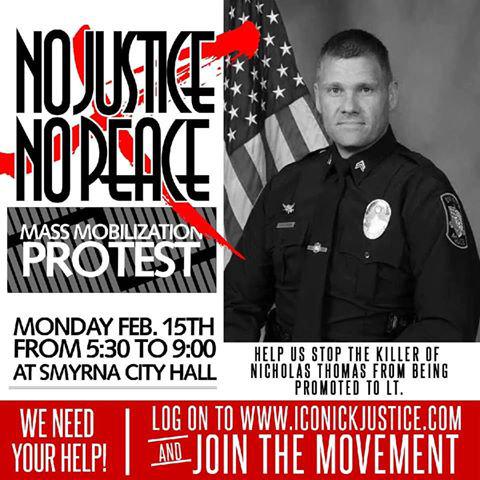 NO JUSTICE
NO PEACE
MASS MOBILIZATION
PROTEST
MONDAY FEB. 15TH
FROM 5:30 TO 9:00
AT SMYRNA CITY HALL
HELP US STOP THE KILLER OF
NICHOLAS THOMAS FROM BEING
PROMOTED TO LT.
WE NEED
YOUR HELP!
LOG ON TO WWW.ICONICKJUSTICE.COM
AND JOIN THE MOVEMENT